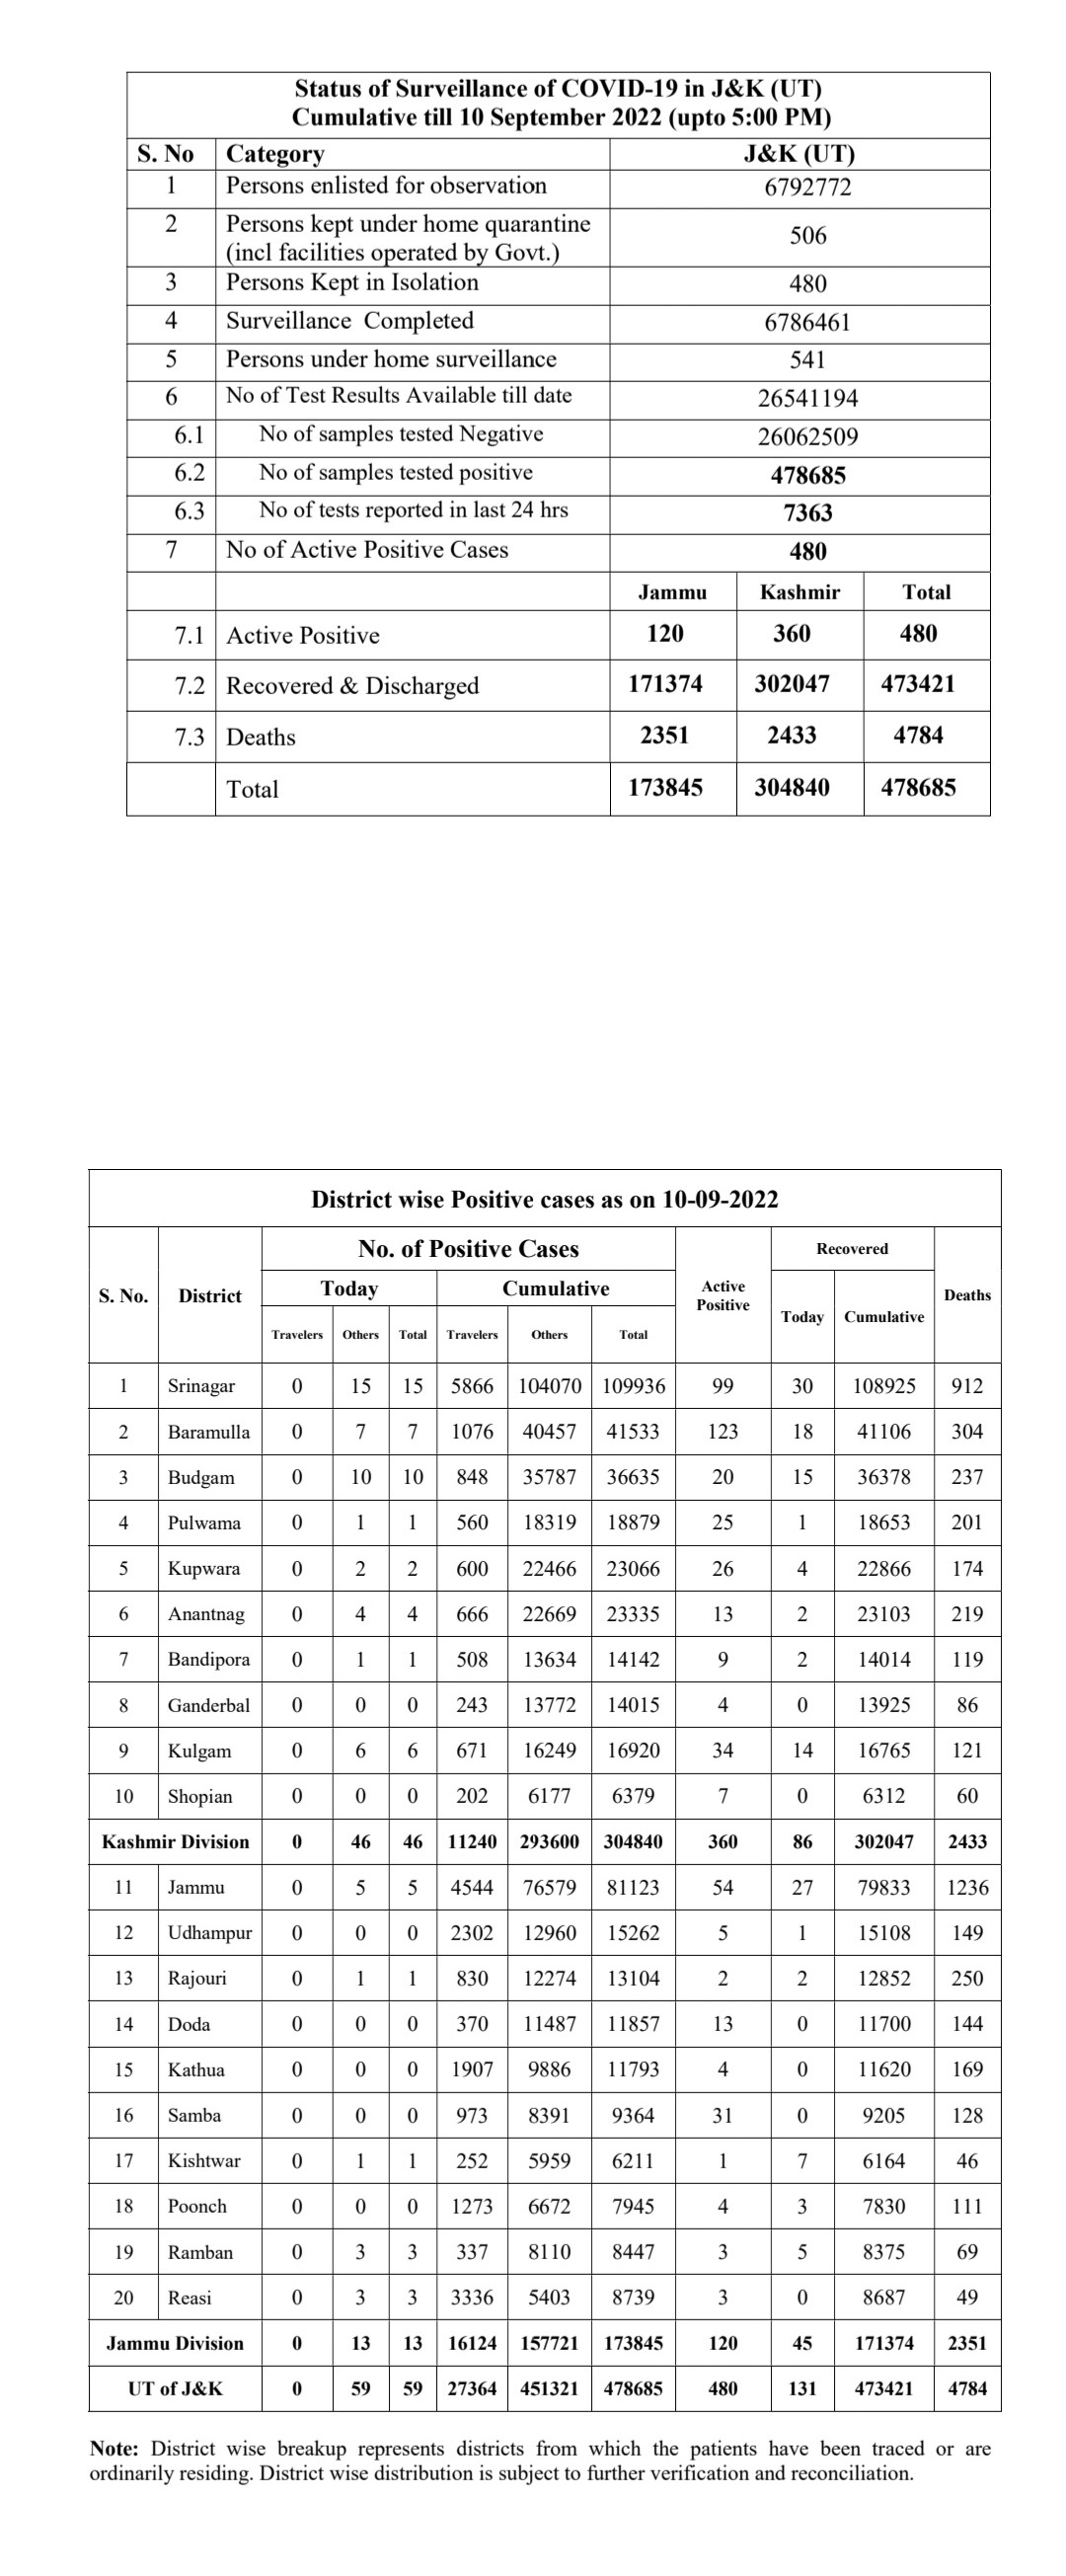 Status of Surveillance of COVID-19 in J&K (UT)
Cumulative till 10 September 2022 (upto 5:00 PM)
S. No Category J&K (UT)
1 Persons enlisted for observation 6792772
2 Persons kept under home quarantine
(incl facilities operated by Govt.) 506
3 Persons Kept in Isolation 480
4 Surveillance Completed 6786461
5 Persons under home surveillance 541
6 No of Test Results Available till date 26541194
6.1 No of samples tested Negative 26062509
6.2 No of samples tested positive 478685
6.3 No of tests reported in last 24 hrs 7363
7 No of Active Positive Cases 480
Jammu Kashmir Total
7.1 Active Positive 120 360 480
7.2 Recovered & Discharged 171374 302047 473421
7.3 Deaths 2351 2433 4784
Total 173845 304840 478685
District wise Positive cases as on 10-09-2022
S. No. District No. of Positive Cases Active Positive Recovered Deaths
Today Cumulative Today Cumulative
Travelers Others Total Travelers Others Total
1 Srinagar 0 15 15 5866 104070 109936 99 30 108925 912
2 Baramulla 0 7 7 1076 40457 41533 123 18 41106 304
3 Budgam 0 10 10 848 35787 36635 20 15 36378 237
4 Pulwama 0 1 1 560 18319 18879 25 1 18653 201
5 Kupwara 0 2 2 600 22466 23066 26 4 22866 174
6 Anantnag 0 4 4 666 22669 23335 13 2 23103 219
7 Bandipora 0 1 1 508 13634 14142 9 2 14014 119
8 Ganderbal 0 0 0 243 13772 14015 4 0 13925 86
9 Kulgam 0 6 6 671 16249 16920 34 14 16765 121
10 Shopian 0 0 0 202 6177 6379 7 0 6312 60
Kashmir Division 0 46 46 11240 293600 304840 360 86 302047 2433
11 Jammu 0 5 5 4544 76579 81123 54 27 79833 1236
12 Udhampur 0 0 0 2302 12960 15262 5 1 15108 149
13 Rajouri 0 1 1 830 12274 13104 2 2 12852 250
14 Doda 0 0 0 370 11487 11857 13 0 11700 144
15 Kathua 0 0 0 1907 9886 11793 4 0 11620 169
16 Samba 0 0 0 973 8391 9364 31 0 9205 128
17 Kishtwar 0 1 1 252 5959 6211 1 7 6164 46
18 Poonch 0 0 0 1273 6672 7945 4 3 7830 111
19 Ramban 0 3 3 337 8110 8447 3 5 8375 69
20 Reasi 0 3 3 3336 5403 8739 3 0 8687 49
Jammu Division 0 13 13 16124 157721 173845 120 45 171374 2351
UT of J&K 0 59 59 27364 451321 478685 480 131 473421 4784
Note: District wise breakup represents districts from which the patients have been traced or are
ordinarily residing. District wise distribution is subject to further verification and reconciliation.